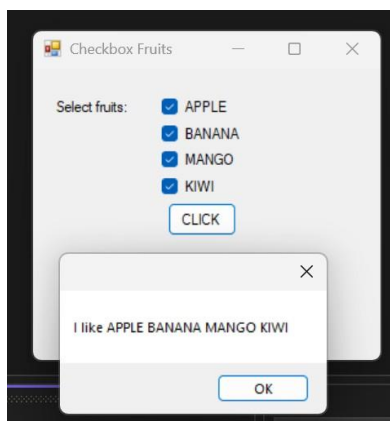 Checkbox Fruits
Select fruits:
APPLE
BANANA
MANGO
KIWI
CLICK
I like APPLE BANANA MANGO KIWI
OK